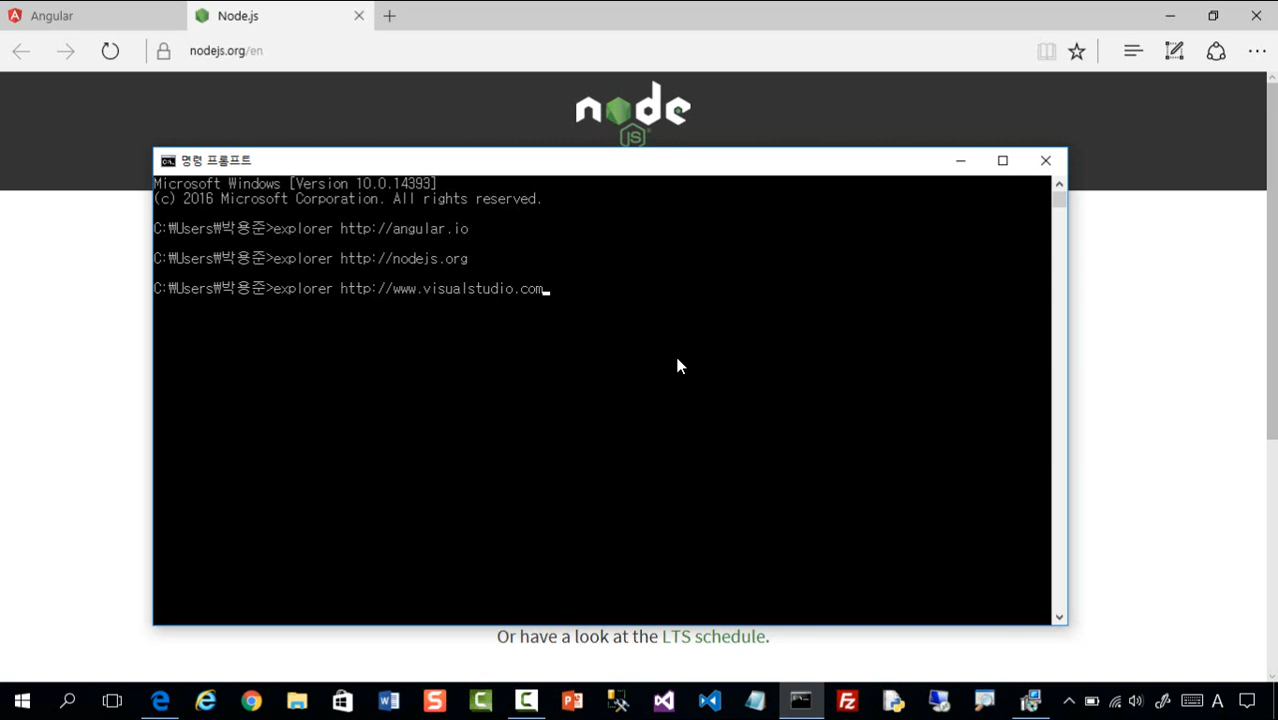 Angular
Node.js
nodejs.org/en
node
JS
명령 프롬프트
Microsoft Windows [Version 10.0.14393]
(c) 2016 Microsoft Corporation. All rights reserved.
C:₩Users₩박용준>explorer http://angular.io
C:₩Users₩박용준>explorer http://nodejs.org
C:₩Users₩박용준>explorer http://www.visualstudio.com
Or have a look at the LTS schedule.
A